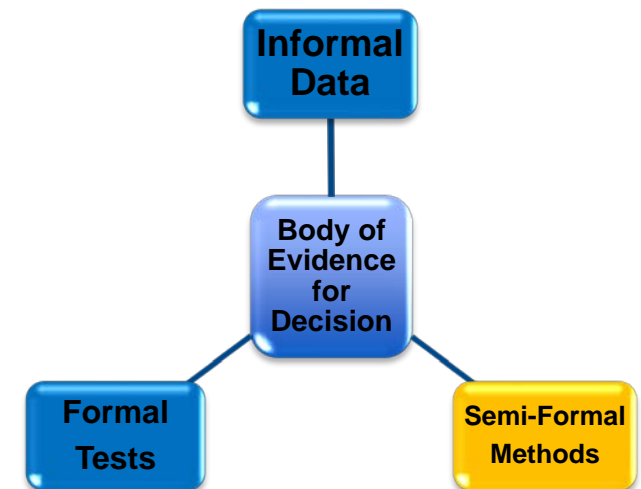 Informal
Data
Body of
Evidence
for
Decision
Formal
Tests
Semi-Formal
Methods